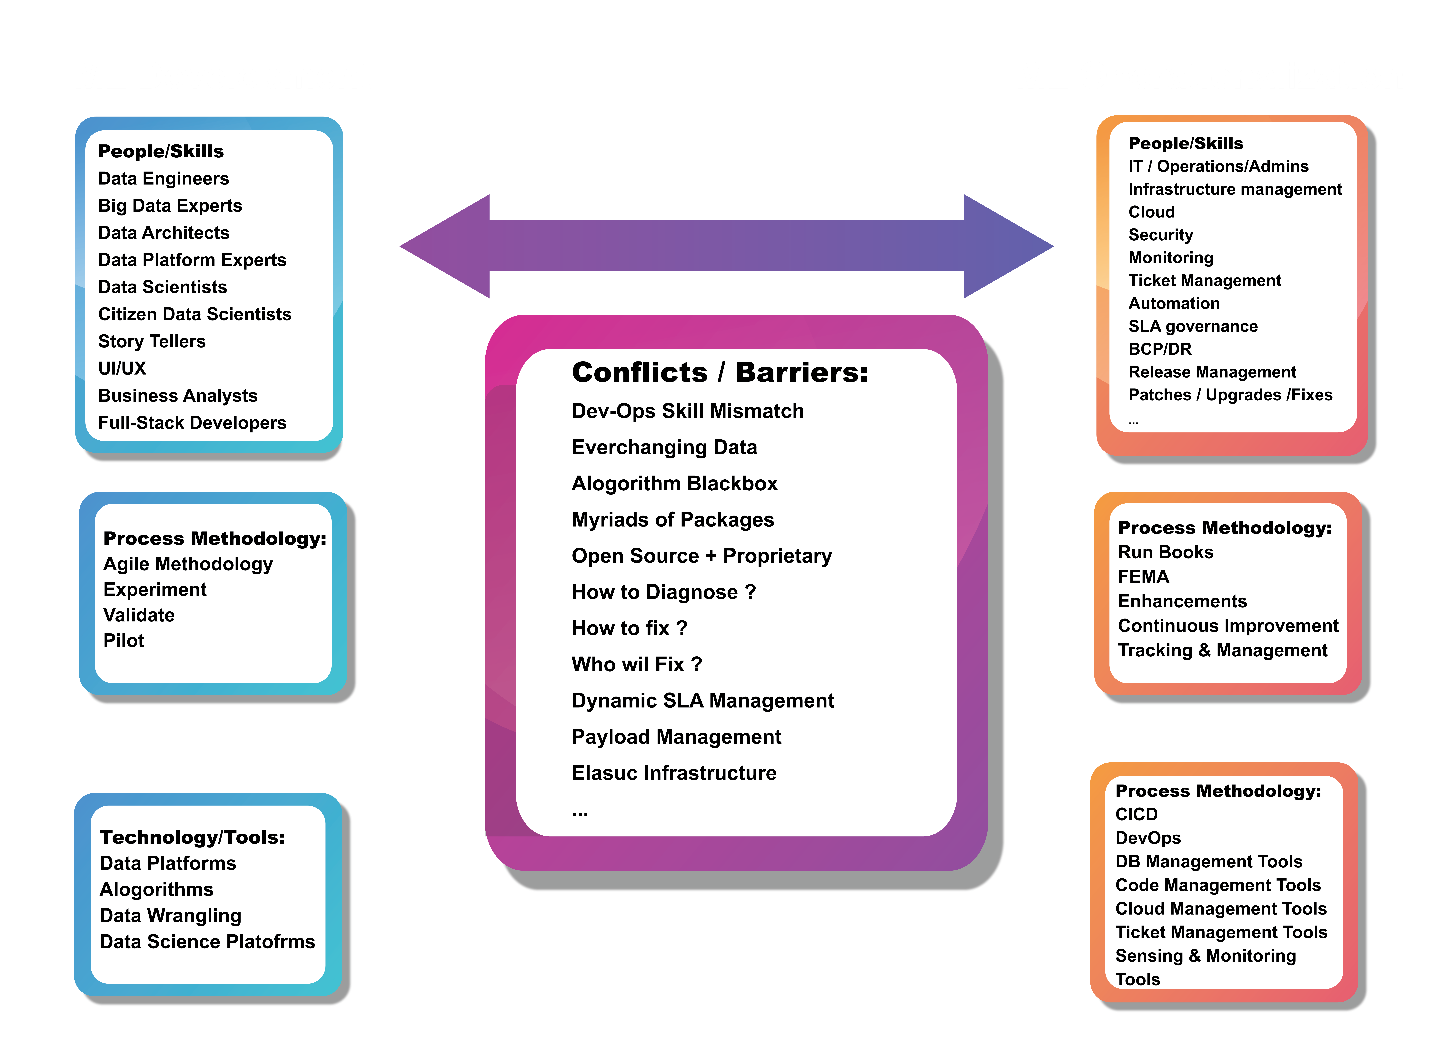 People/Skills
Data Engineers
Big Data Experts
Data Architects
Data Platform Experts
Data Scientists
Citizen Data Scientists
Story Tellers
UI/UX
Business Analysts
Full-Stack Developers
Process Methodology:
Agile Methodology
Experiment
Validate
Pilot
Technology/Tools:
Data Platforms
Alogorithms
Data Wrangling
Data Science Platofrms
Conflicts / Barriers:
Dev-Ops Skill Mismatch
Everchanging Data
Alogorithm Blackbox
Myriads of Packages
Open Source + Proprietary
How to Diagnose ?
How to fix ?
Who wil Fix ?
Dynamic SLA Management
Payload Management
Elasuc Infrastructure
...
People/Skills
IT / Operations/Admins
Infrastructure management
Cloud
Security
Monitoring
Ticket Management
Automation
SLA governance
BCP/DR
Release Management
Patches / Upgrades /Fixes
...
Process Methodology:
Run Books
FEMA
Enhancements
Continuous Improvement
Tracking & Management
Process Methodology:
CICD
DevOps
DB Management Tools
Code Management Tools
Cloud Management Tools
Ticket Management Tools
Sensing & Monitoring
Tools